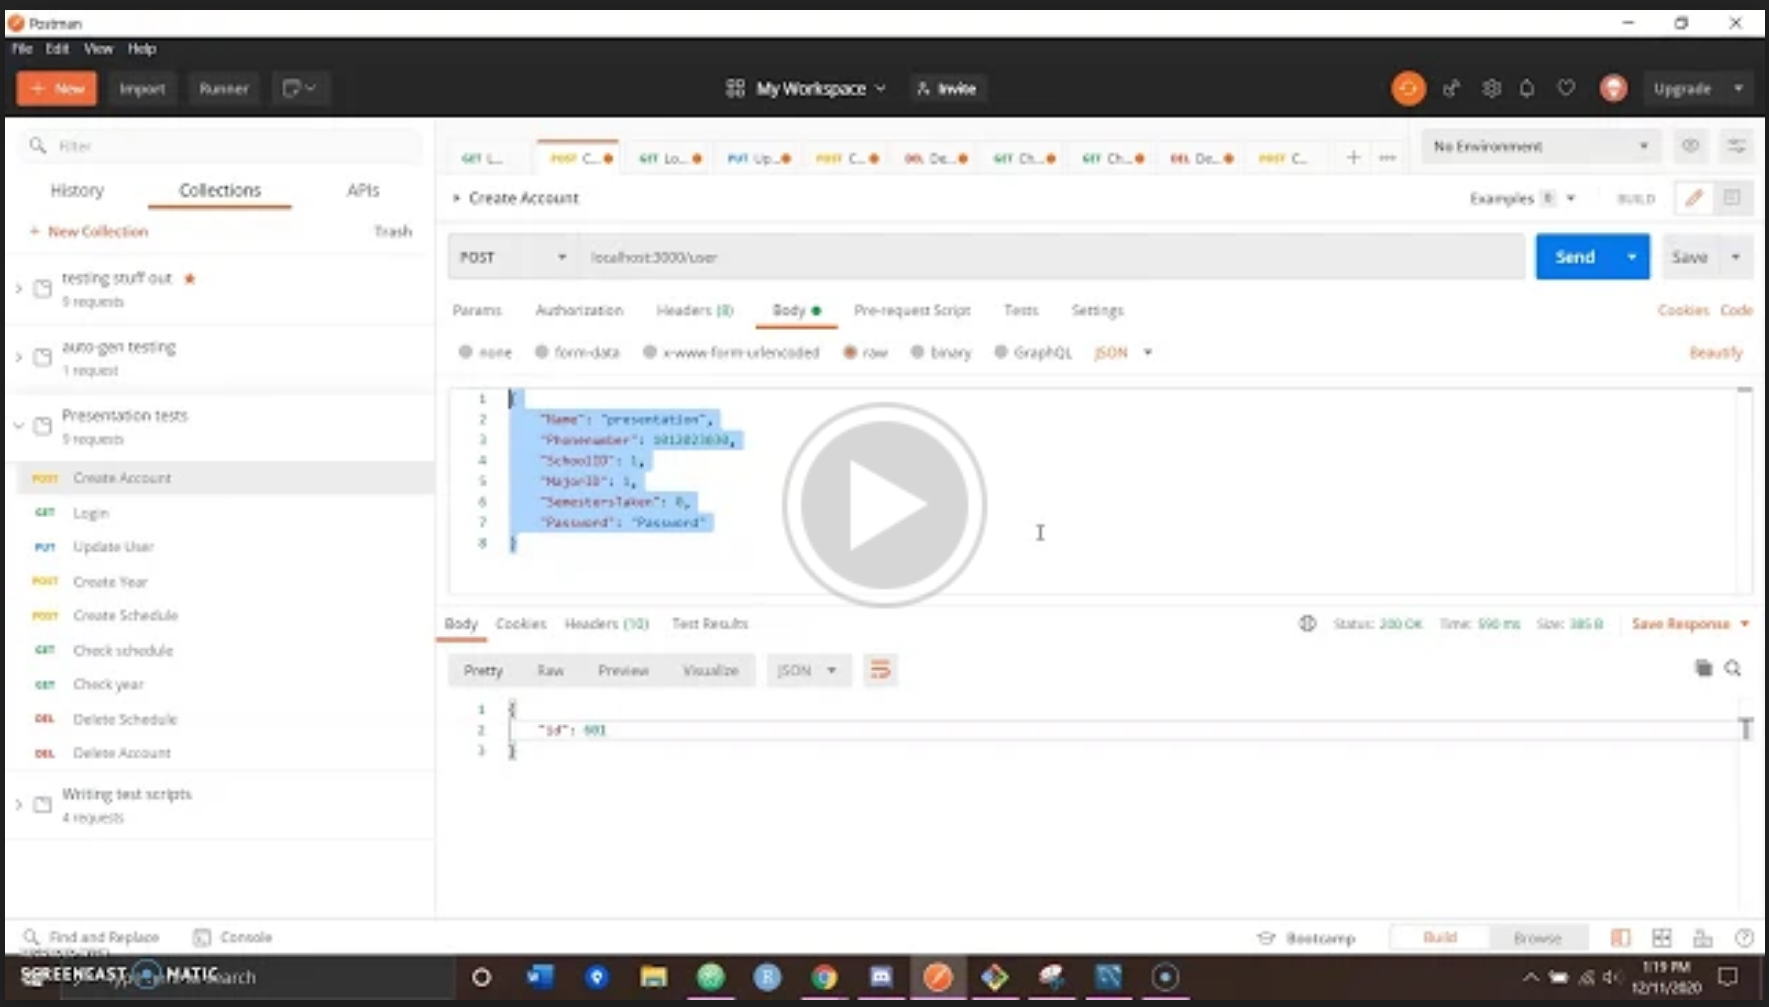 Postman
File Edit View Help
+ New Import Runner My Workspace Invite Upgrade
Filter
History Collections APIs
+ New Collection Trash
testing stuff out
9 requests
auto-gen testing
1 request
Presentation tests
9 requests
POST Create Account
GET Login
PUT Update User
POST Create Year
POST Create Schedule
GET Check schedule
GET Check year
DEL Delete Schedule
DEL Delete Account
Writing test scripts
4 requests
GET L... POST C... GET Lo... PUT Up... POST C... DEL De... GET Ch... GET Ch... DEL De... POST C... + ...
No Environment
Create Account Examples 0 BUILD
POST localhost:3000/user Send Save
Params Authorization Headers (8) Body Pre-request Script Tests Settings Cookies Code
none form-data x-www-form-urlencoded raw binary GraphQL JSON Beautify
1 {
2 "Name": "presentation",
3 "Phonenumber":
4 "SchoolID": 1,
5 "MajorID": 1,
6 "SemestersTaken": 0,
7 "Password": "Password"
8 }
Body Cookies Headers (10) Test Results Status: 200 OK Time: 590 ms Size: 385 B Save Response
Pretty Raw Preview Visualize JSON
1 {
2 "id": 601
3 }
Find and Replace Console Bootcamp Build Browse
SCREENCAST MATIC
1:19 PM
12/11/2020